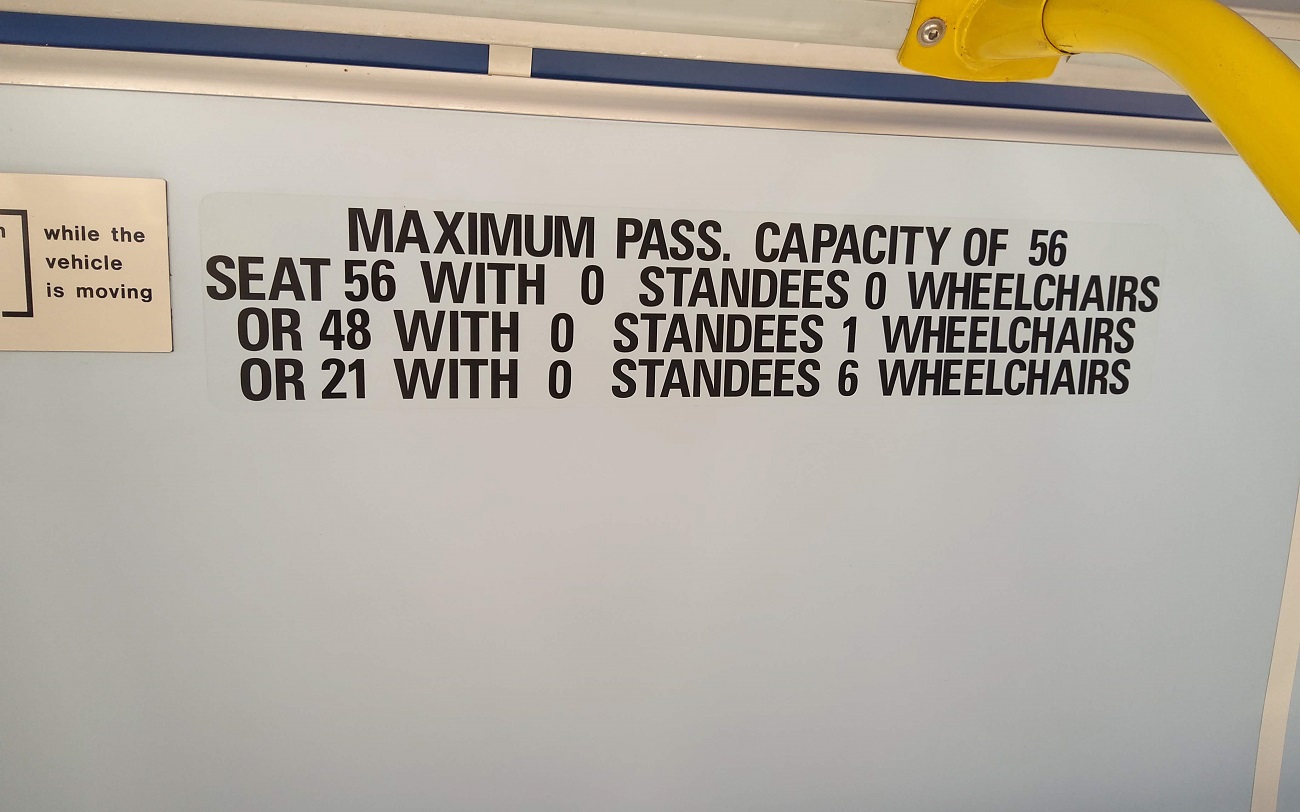 while the
vehicle
is moving
MAXIMUM PASS. CAPACITY OF 56
SEAT 56 WITH 0 STANDEES 0 WHEELCHAIRS
OR 48 WITH 0 STANDEES 1 WHEELCHAIRS
OR 21 WITH 0 STANDEES 6 WHEELCHAIRS